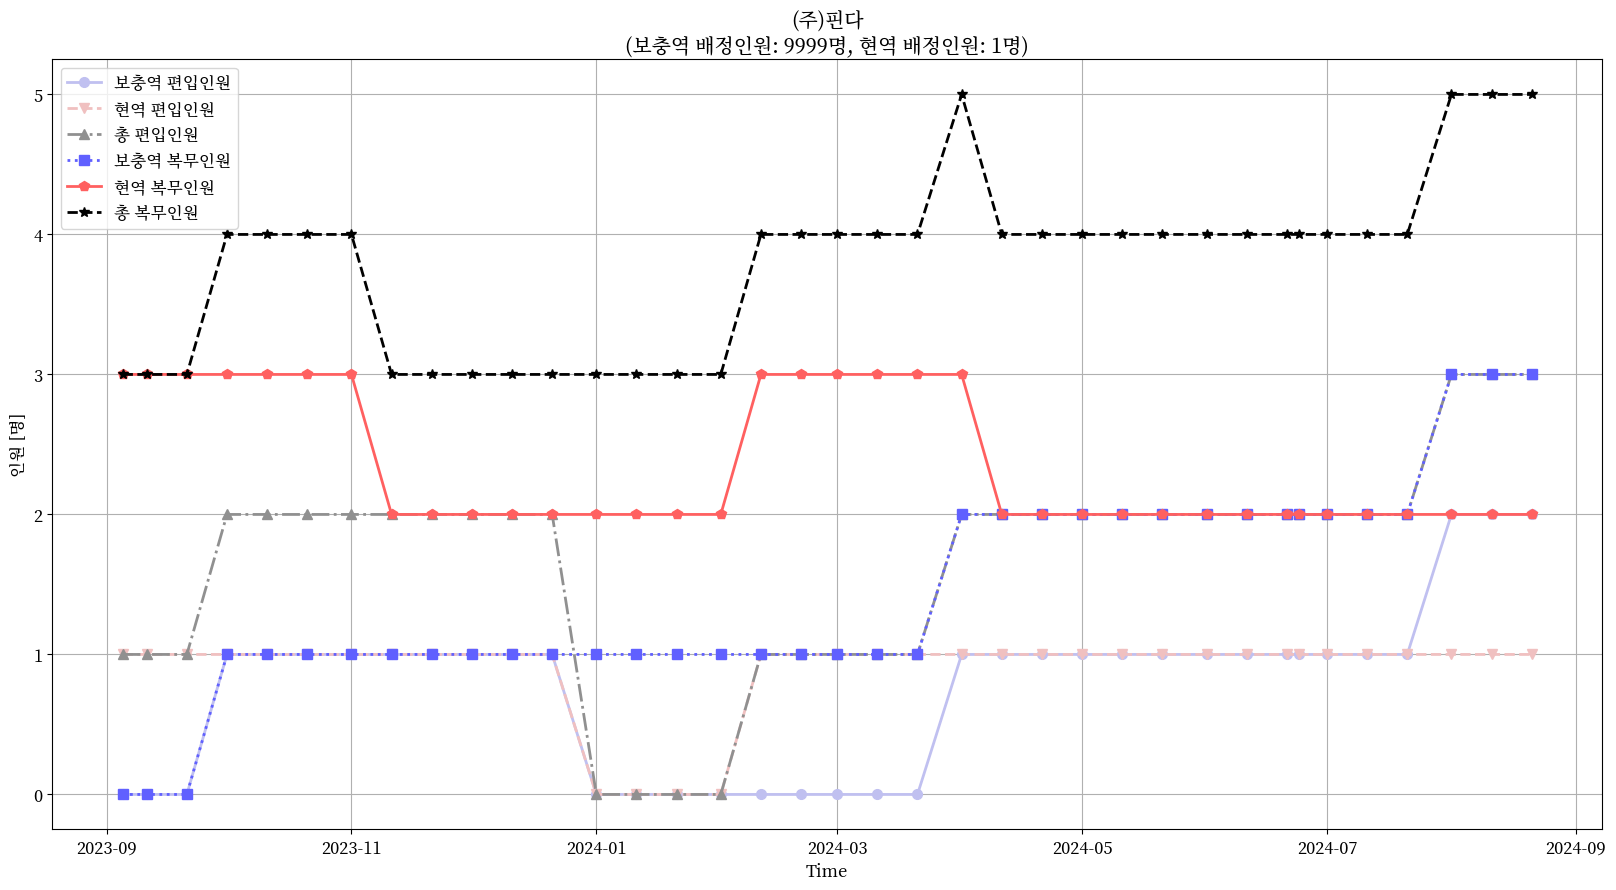 (주)핀다
(보충역 배정인원: 9999명, 현역 배정인원: 1명)
보충역 편입인원
현역 편입인원
총 편입인원
보충역 복무인원
현역 복무인원
총 복무인원
인원 [명]
5
4
3
2
1
0
2023-09
2023-11
2024-01
2024-03
2024-05
2024-07
2024-09
Time